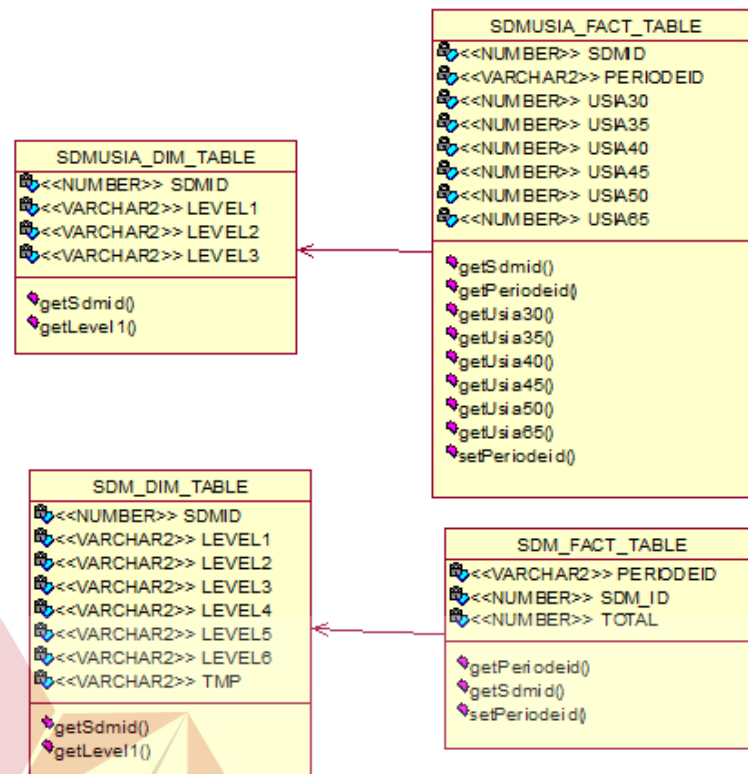 SDMUSIA_FACT_TABLE
<<NUMBER>> SDMID
<<VARCHAR2>> PERIODEID
<<NUMBER>> USIA30
<<NUMBER>> USIA35
<<NUMBER>> USIA40
<<NUMBER>> USIA45
<<NUMBER>> USIA50
<<NUMBER>> USIA65
getSdmid()
getPeriodeid()
getUsia30()
getUsia35()
getUsia40()
getUsia45()
getUsia50()
getUsia65()
setPeriodeid()
SDMUSIA_DIM_TABLE
<<NUMBER>> SDMID
<<VARCHAR2>> LEVEL1
<<VARCHAR2>> LEVEL2
<<VARCHAR2>> LEVEL3
getSdmid()
getLevel1()
SDM_DIM_TABLE
<<NUMBER>> SDMID
<<VARCHAR2>> LEVEL1
<<VARCHAR2>> LEVEL2
<<VARCHAR2>> LEVEL3
<<VARCHAR2>> LEVEL4
<<VARCHAR2>> LEVEL5
<<VARCHAR2>> LEVEL6
<<VARCHAR2>> TMP
getSdmid()
getLevel1()
SDM_FACT_TABLE
<<VARCHAR2>> PERIODEID
<<NUMBER>> SDM_ID
<<NUMBER>> TOTAL
getPeriodeid()
getSdmid()
setPeriodeid()